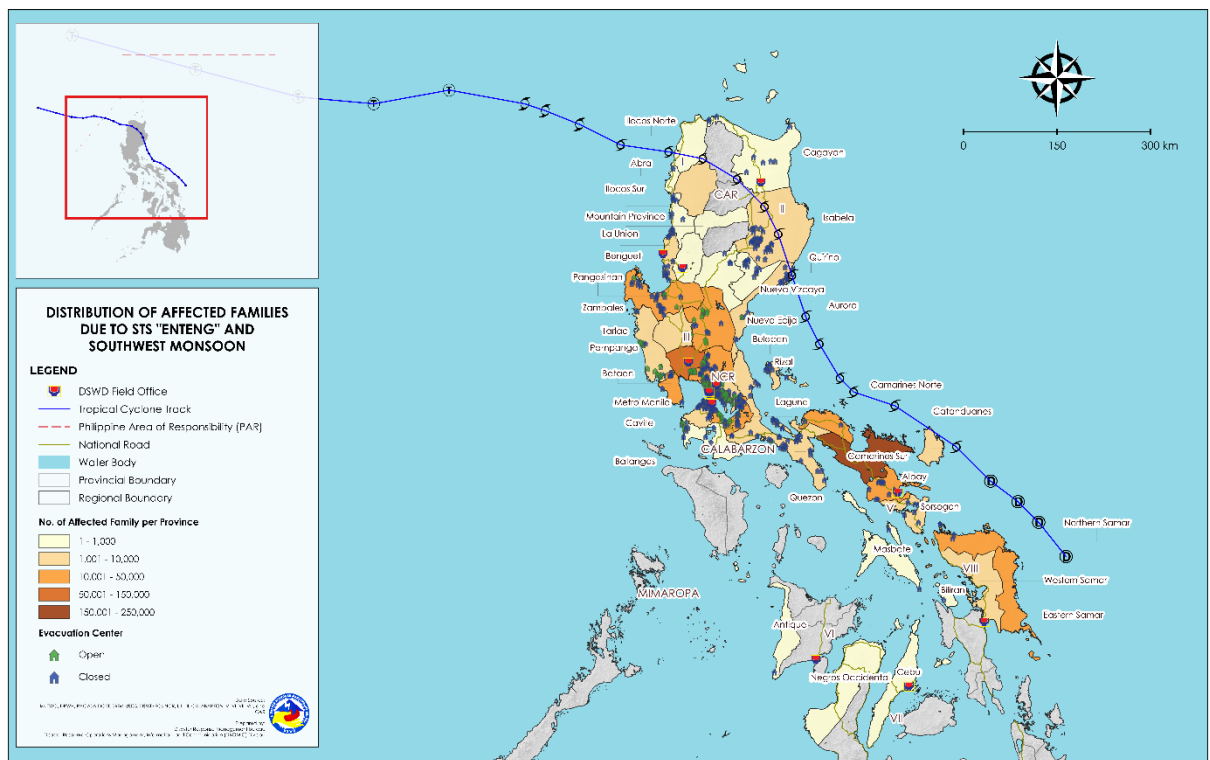 DISTRIBUTION OF AFFECTED FAMILIES
DUE TO STS "ENTENG" AND
SOUTHWEST MONSOON
LEGEND
DSWD Field Office
Tropical Cyclone Track
Philippine Area of Responsibility (PAR)
National Road
Water Body
Provincial Boundary
Regional Boundary
No. of Affected Family per Province
1 - 1,000
1,001 - 10,000
10,001 - 50,000
50,001 - 150,000
150,001 - 250,000
Evacuation Center
Open
Closed
Prepared by:
0
150
300 km
Ilocos Norte
Cagayan
Abra
I
Ilocos Sur
CAR
Mountain Province
II
Isabela
La Union
Benguet
Quirino
Pangasinan
Nueva Vizcaya
Zambales
Aurora
Tarlac
Nueva Ecija
III
Pampanga
Bulacan
Rizal
Bataan
NCR
Camarines Norte
Metro Manila
Laguna
Catanduanes
Cavite
CALABARZON
Camarines Sur
Batangas
Albay
Quezon
V
Sorsogon
Northern Samar
Masbate
VIII
Western Samar
MIMAROPA
Biliran
Eastern Samar
Antique
VI
Negros Occidental
Cebu
VII